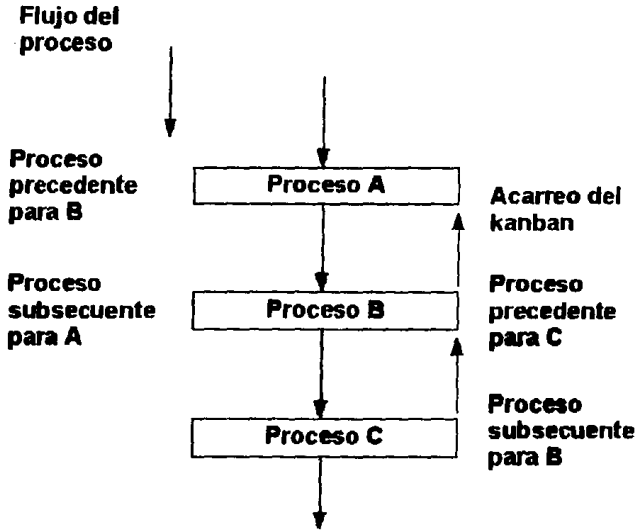 Flujo del
proceso
Proceso
precedente
para B
Proceso A
Acarreo del
kanban
Proceso
subsecuente
para A
Proceso B
Proceso
precedente
para C
Proceso C
Proceso
subsecuente
para B